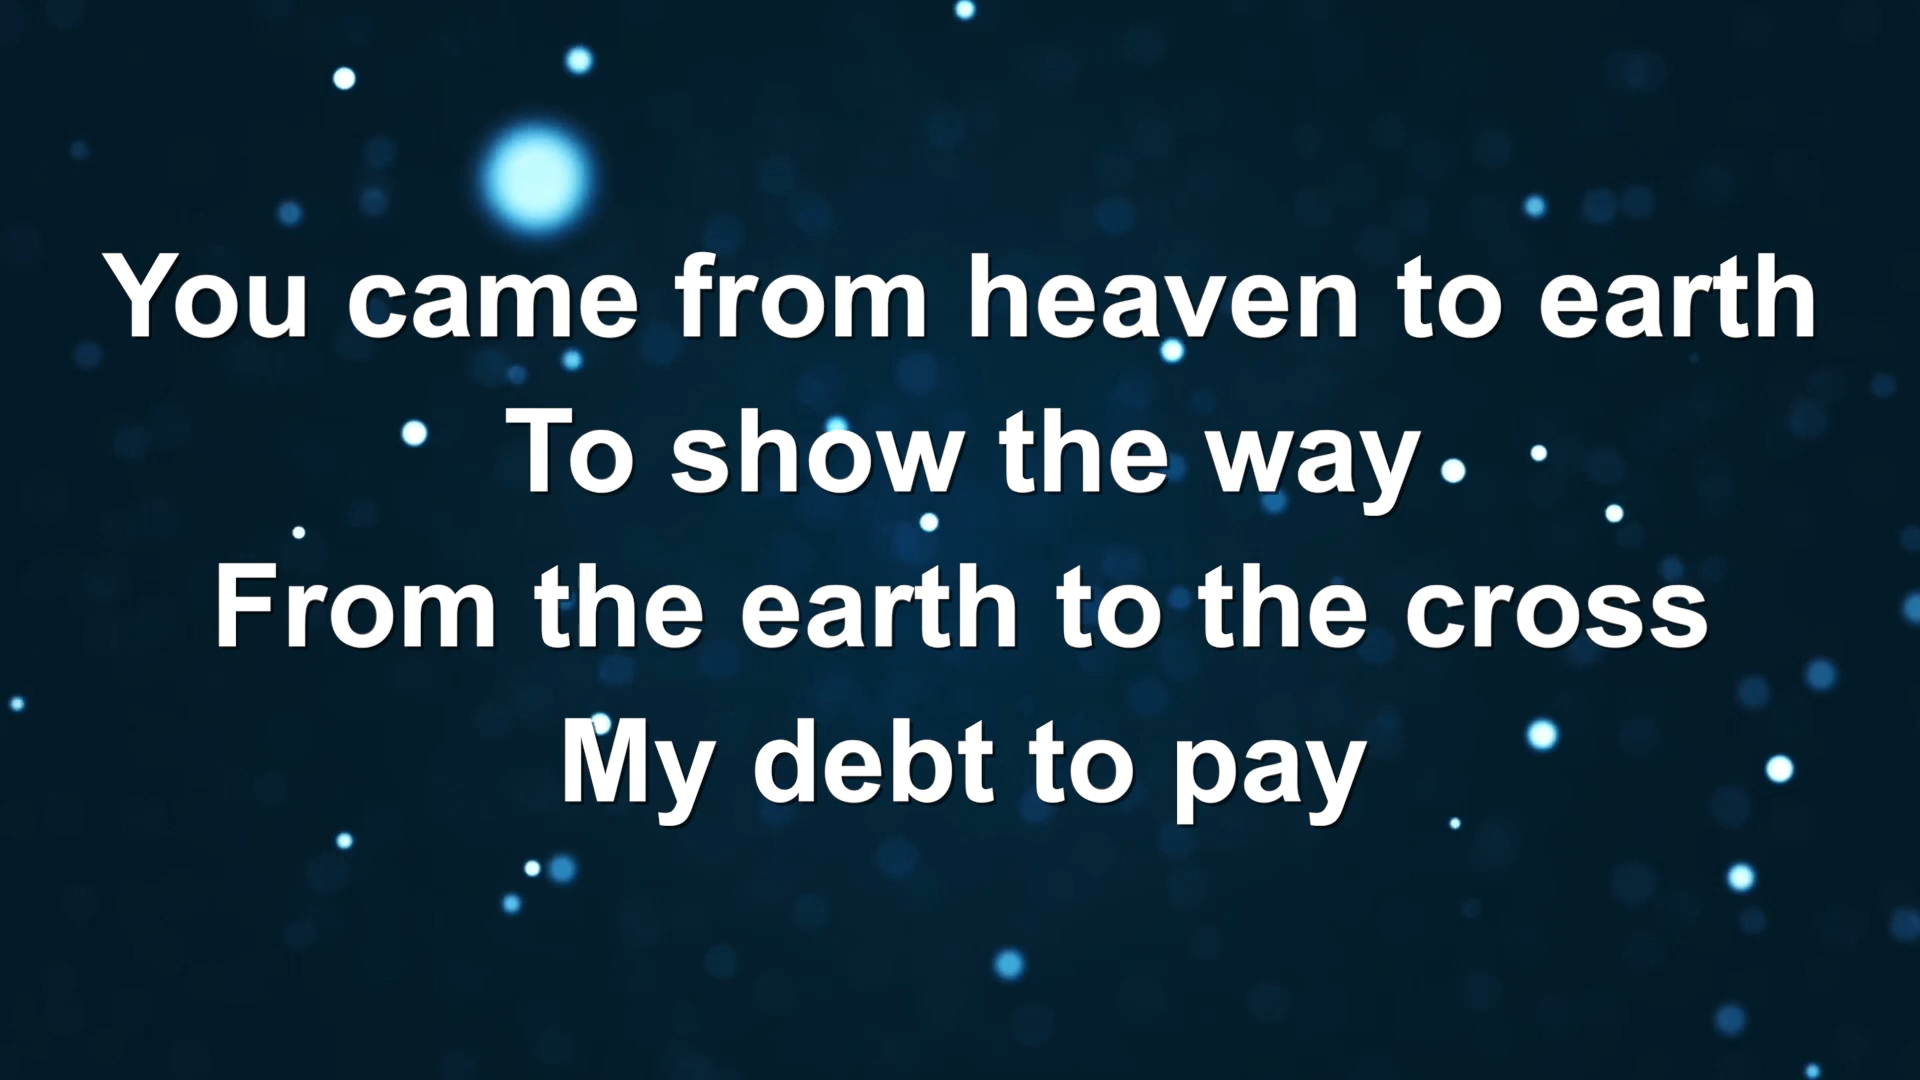 You came from heaven to earth
To show the way
From the earth to the cross
My debt to pay